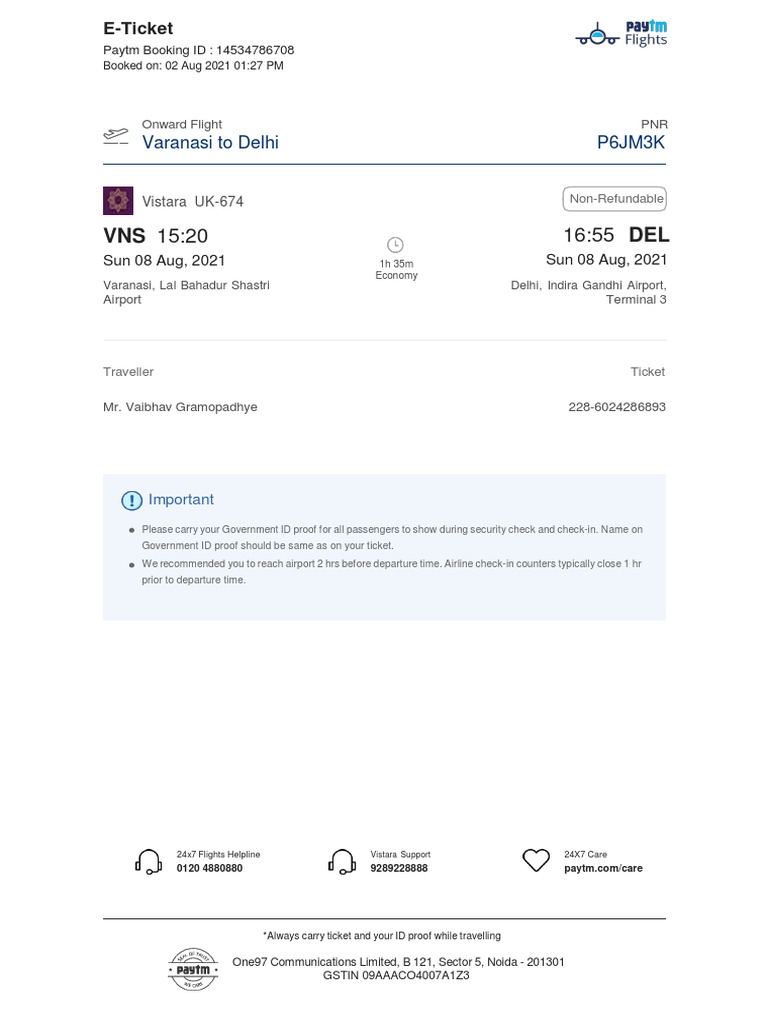 E-Ticket
Paytm Booking ID : 14534786708
Booked on: 02 Aug 2021 01:27 PM
paytm
Flights
Onward Flight
Varanasi to Delhi
PNR
P6JM3K
Vistara UK-674
Non-Refundable
VNS 15:20
Sun 08 Aug, 2021
Varanasi, Lal Bahadur Shastri
Airport
1h 35m
Economy
16:55 DEL
Sun 08 Aug, 2021
Delhi, Indira Gandhi Airport,
Terminal 3
Traveller
Ticket
Mr. Vaibhav Gramopadhye
228-6024286893
Important
Please carry your Government ID proof for all passengers to show during security check and check-in. Name on
Government ID proof should be same as on your ticket.
We recommended you to reach airport 2 hrs before departure time. Airline check-in counters typically close 1 hr
prior to departure time.
24x7 Flights Helpline
0120 4880880
Vistara Support
9289228888
24X7 Care
paytm.com/care
*Always carry ticket and your ID proof while travelling
SEAL OF TRUST
paytm
WE CARE
One97 Communications Limited, B 121, Sector 5, Noida - 201301
GSTIN 09AAACO4007A1Z3